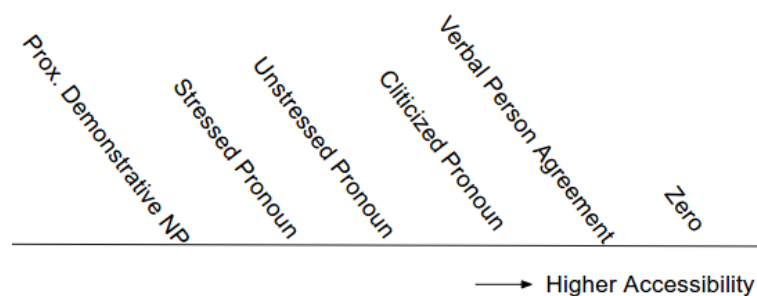 Prox. Demonstrative NP
Stressed Pronoun
Unstressed Pronoun
Cliticized Pronoun
Verbal Person Agreement
Zero
Higher Accessibility